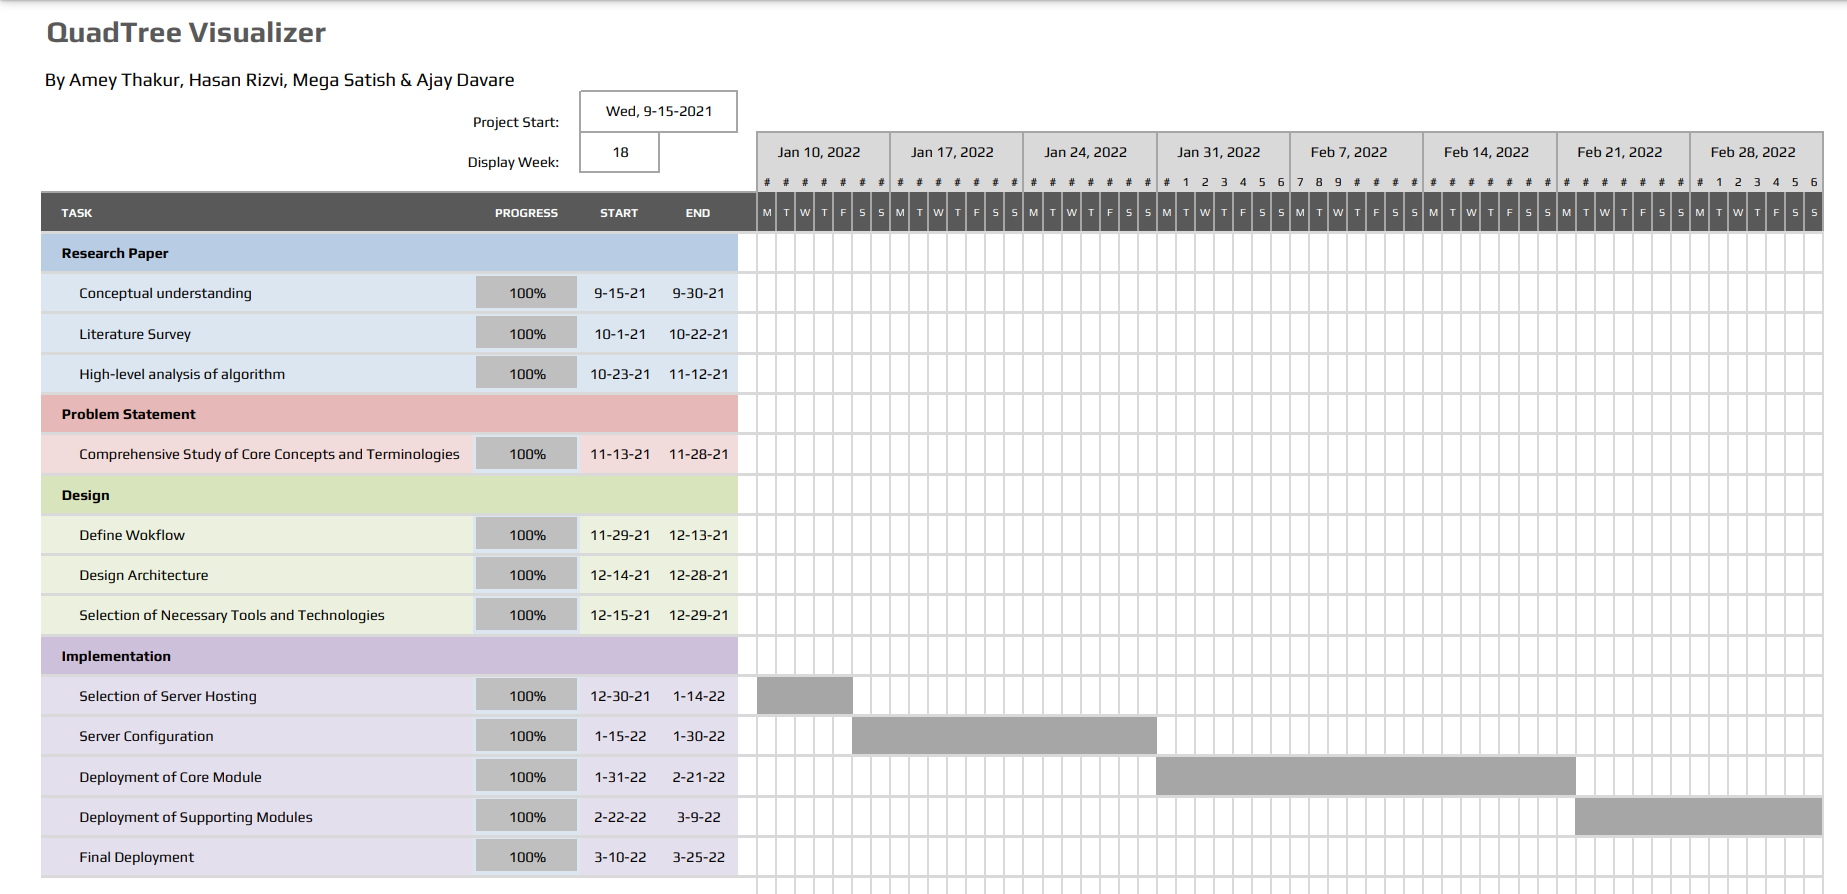 QuadTree Visualizer
By Amey Thakur, Hasan Rizvi, Mega Satish & Ajay Davare
Project Start: Wed, 9-15-2021
Display Week: 18
Jan 10, 2022 Jan 17, 2022 Jan 24, 2022 Jan 31, 2022 Feb 7, 2022 Feb 14, 2022 Feb 21, 2022 Feb 28, 2022
# # # # # # # # # # # # # # # # # # # # # # 1 2 3 4 5 6 7 8 9 # # # # # # # # # # # # # # # # # # # 1 2 3 4 5 6
TASK PROGRESS START END M T W T F S S M T W T F S S M T W T F S S M T W T F S S M T W T F S S M T W T F S S M T W T F S S M T W T F S S
Research Paper
Conceptual understanding 100% 9-15-21 9-30-21
Literature Survey 100% 10-1-21 10-22-21
High-level analysis of algorithm 100% 10-23-21 11-12-21
Problem Statement
Comprehensive Study of Core Concepts and Terminologies 100% 11-13-21 11-28-21
Design
Define Wokflow 100% 11-29-21 12-13-21
Design Architecture 100% 12-14-21 12-28-21
Selection of Necessary Tools and Technologies 100% 12-15-21 12-29-21
Implementation
Selection of Server Hosting 100% 12-30-21 1-14-22
Server Configuration 100% 1-15-22 1-30-22
Deployment of Core Module 100% 1-31-22 2-21-22
Deployment of Supporting Modules 100% 2-22-22 3-9-22
Final Deployment 100% 3-10-22 3-25-22